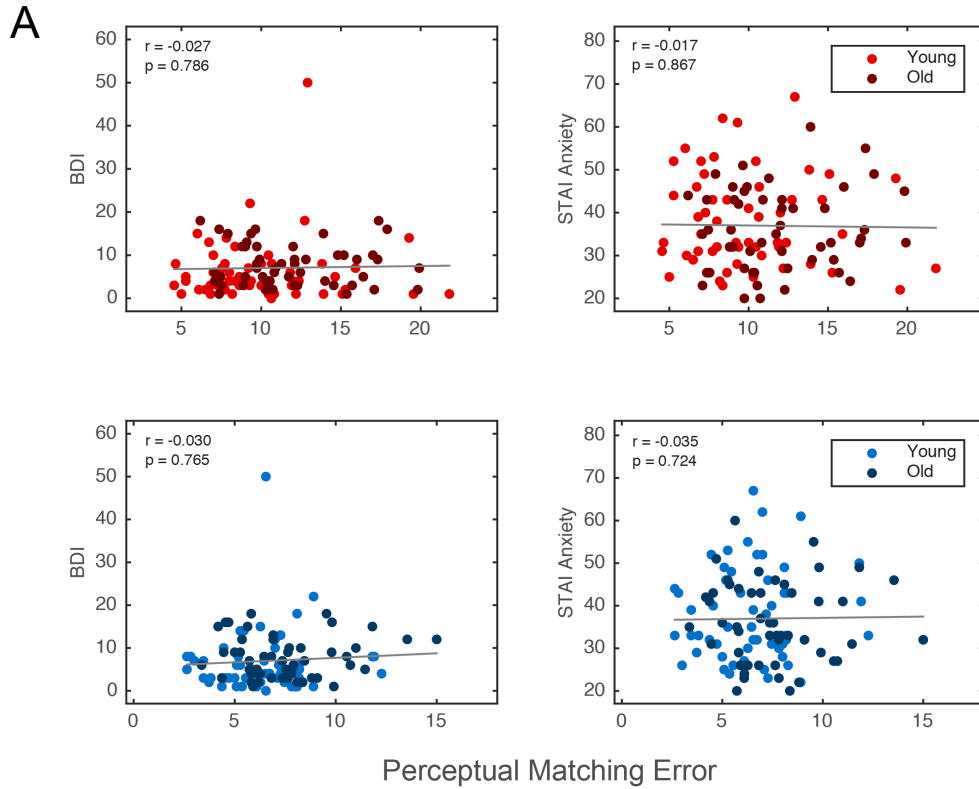 A
r = -0.027
p = 0.786
BDI
60
50
40
30
20
10
0
5 10 15 20
r = -0.017
p = 0.867
Young
Old
STAI Anxiety
80
70
60
50
40
30
20
5 10 15 20
r = -0.030
p = 0.765
BDI
60
50
40
30
20
10
0
0 5 10 15
r = -0.035
p = 0.724
Young
Old
STAI Anxiety
80
70
60
50
40
30
20
0 5 10 15
Perceptual Matching Error